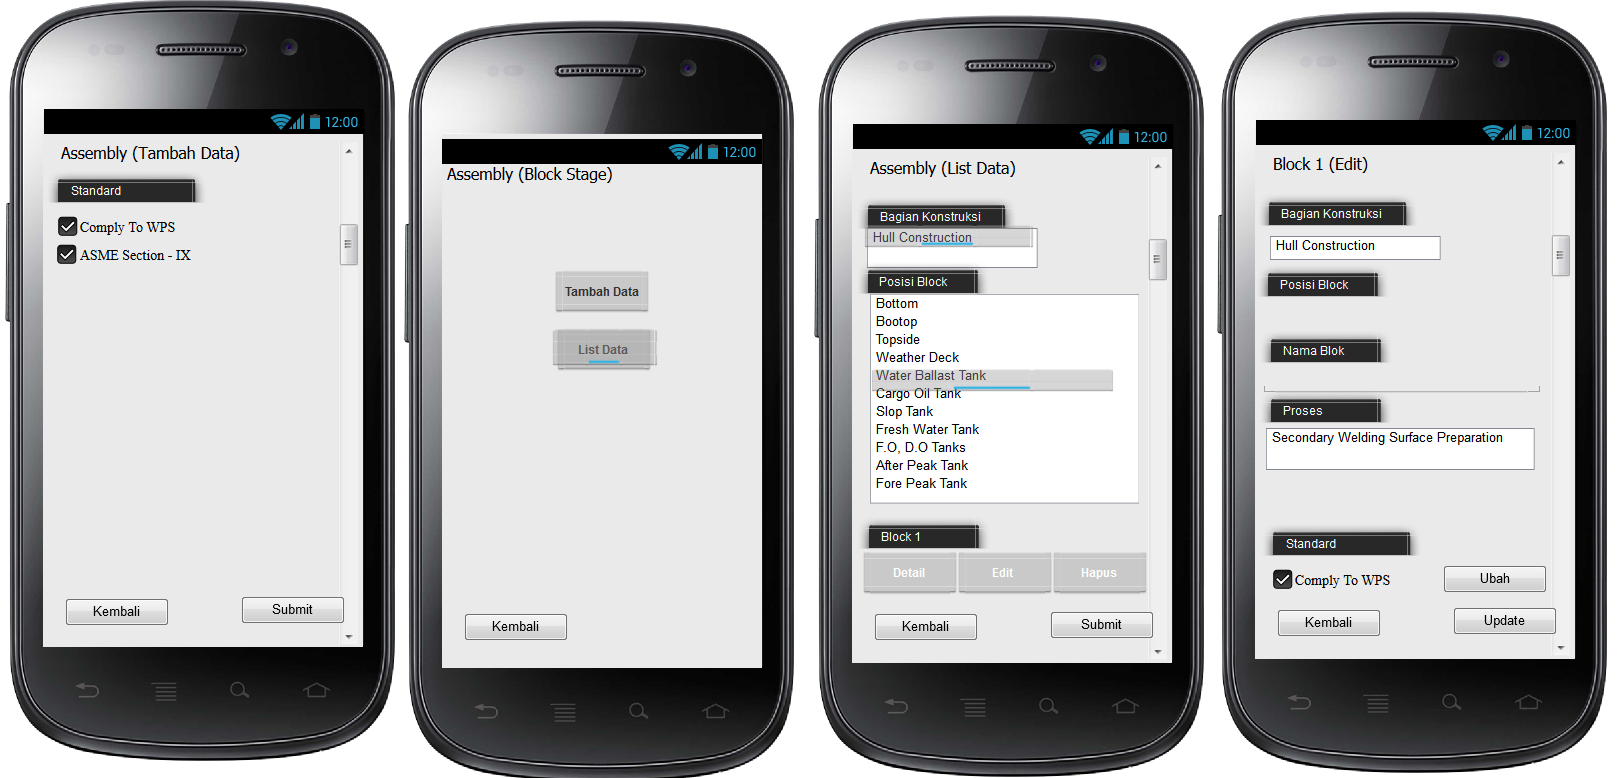 12:00
Assembly (Tambah Data)
Standard
Comply To WPS
ASME Section - IX
Kembali
Submit
12:00
Assembly (Block Stage)
Tambah Data
List Data
Kembali
12:00
Assembly (List Data)
Bagian Konstruksi
Hull Construction
Posisi Block
Bottom
Bootop
Topside
Weather Deck
Water Ballast Tank
Cargo Oil Tank
Slop Tank
Fresh Water Tank
F.O, D.O Tanks
After Peak Tank
Fore Peak Tank
Block 1
Detail Edit Hapus
Kembali
Submit
12:00
Block 1 (Edit)
Bagian Konstruksi
Hull Construction
Posisi Block
Nama Blok
Proses
Secondary Welding Surface Preparation
Standard
Comply To WPS
Ubah
Kembali
Update